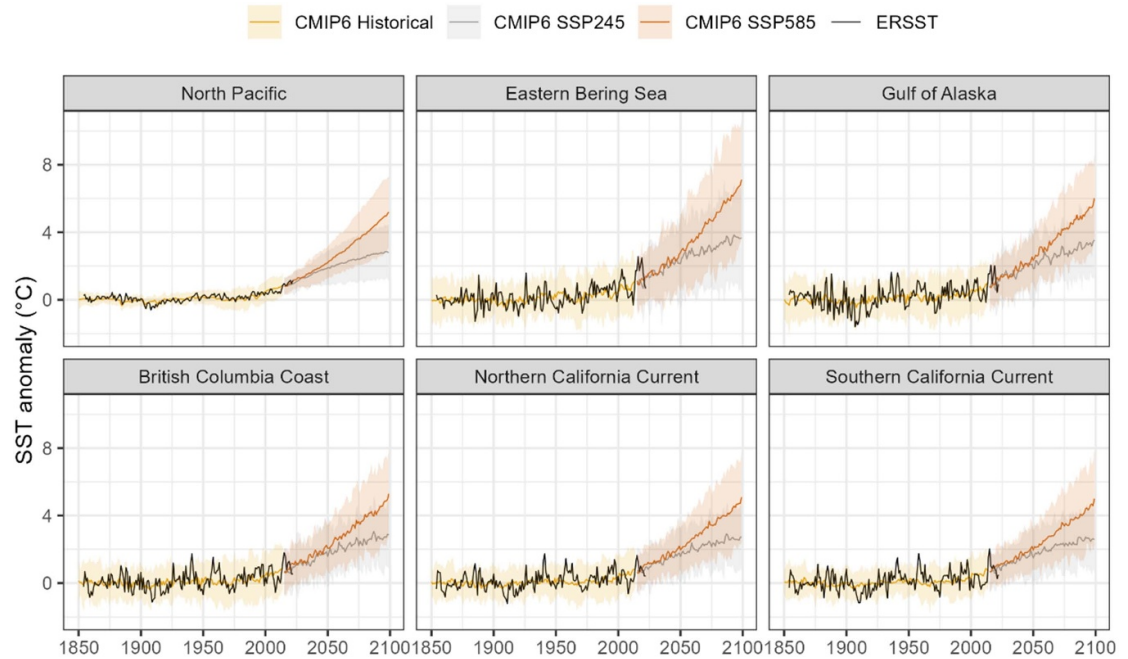 CMIP6 Historical CMIP6 SSP245 CMIP6 SSP585 ERSST
North Pacific Eastern Bering Sea Gulf of Alaska
8
4
0
British Columbia Coast Northern California Current Southern California Current
8
4
0
SST anomaly (°C)
1850 1900 1950 2000 2050 2100 1850 1900 1950 2000 2050 2100 1850 1900 1950 2000 2050 2100